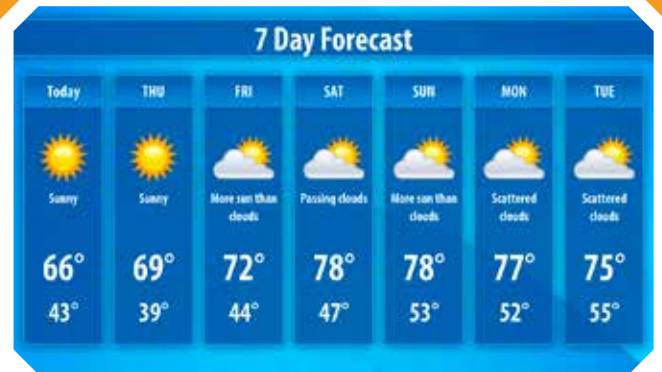 7 Day Forecast
Today THU FRI SAT SUN MON TUE
Sunny Sunny More sun than clouds Passing clouds More sun than clouds Scattered clouds Scattered clouds
66° 69° 72° 78° 78° 77° 75°
43° 39° 44° 47° 53° 52° 55°